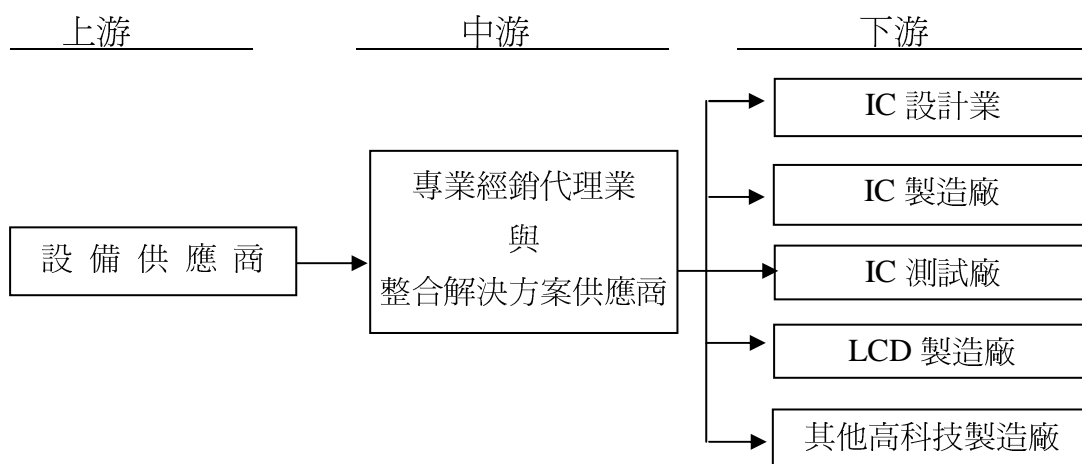 上游
中游
下游
設備供應商
專業經銷代理業
與
整合解決方案供應商
IC 設計業
IC 製造廠
IC 測試廠
LCD 製造廠
其他高科技製造廠